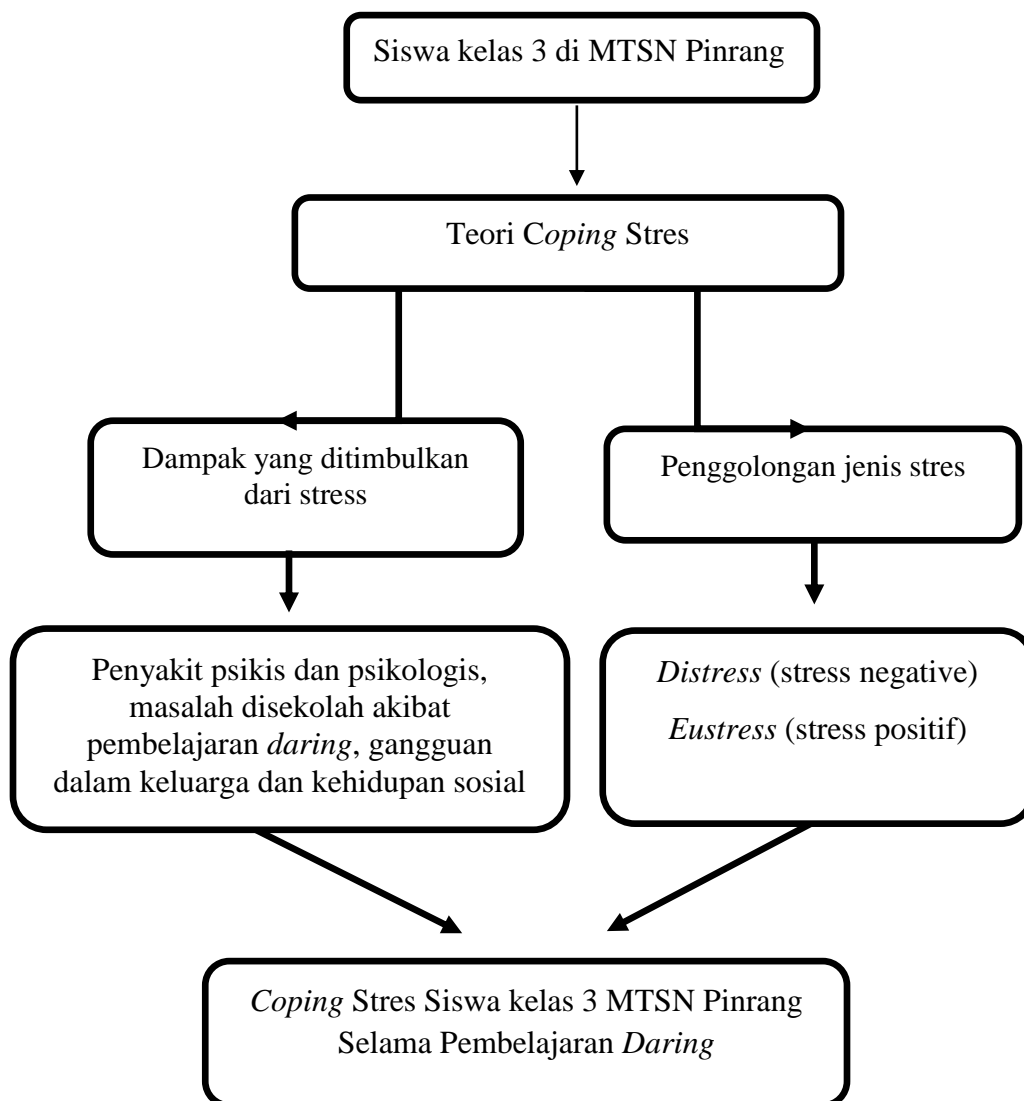 Siswa kelas 3 di MTSN Pinrang
Teori Coping Stres
Dampak yang ditimbulkan
dari stress
Penggolongan jenis stres
Penyakit psikis dan psikologis,
masalah disekolah akibat
pembelajaran daring, gangguan
dalam keluarga dan kehidupan sosial
Distress (stress negative)
Eustress (stress positif)
Coping Stres Siswa kelas 3 MTSN Pinrang
Selama Pembelajaran Daring